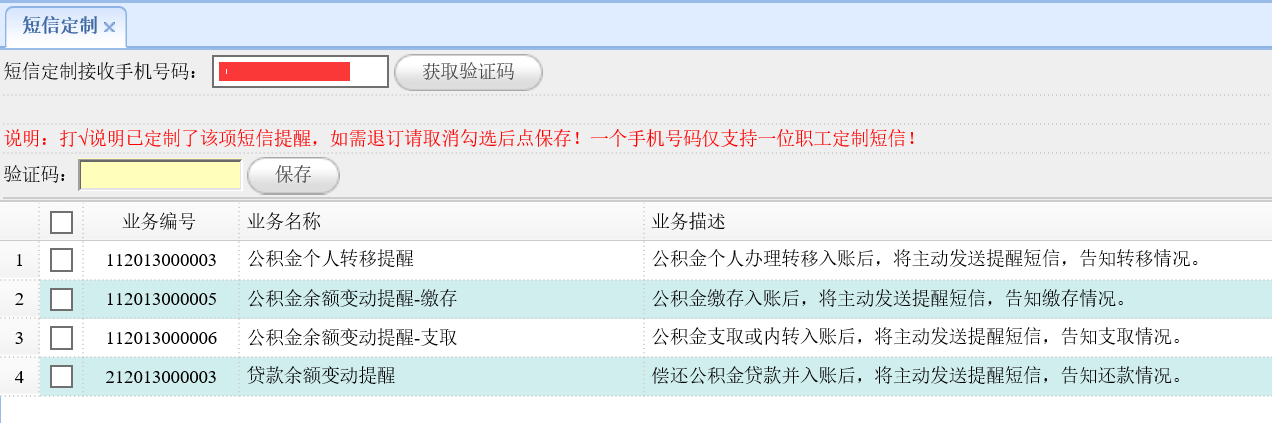 短信定制
短信定制接收手机号码： 获取验证码
说明：打√说明已定制了该项短信提醒，如需退订请取消勾选后点保存！一个手机号码仅支持一位职工定制短信！
验证码： 保存
业务编号 业务名称 业务描述
1 112013000003 公积金个人转移提醒 公积金个人办理转移入账后，将主动发送提醒短信，告知转移情况。
2 112013000005 公积金余额变动提醒-缴存 公积金缴存入账后，将主动发送提醒短信，告知缴存情况。
3 112013000006 公积金余额变动提醒-支取 公积金支取或内转入账后，将主动发送提醒短信，告知支取情况。
4 212013000003 贷款余额变动提醒 偿还公积金贷款并入账后，将主动发送提醒短信，告知还款情况。